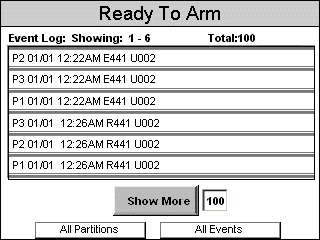 Ready To Arm
Event Log: Showing: 1 - 6 Total:100
P2 01/01 12:22AM E441 U002
P3 01/01 12:22AM E441 U002
P1 01/01 12:22AM E441 U002
P3 01/01 12:26AM R441 U002
P2 01/01 12:26AM R441 U002
P1 01/01 12:26AM R441 U002
Show More 100
All Partitions All Events